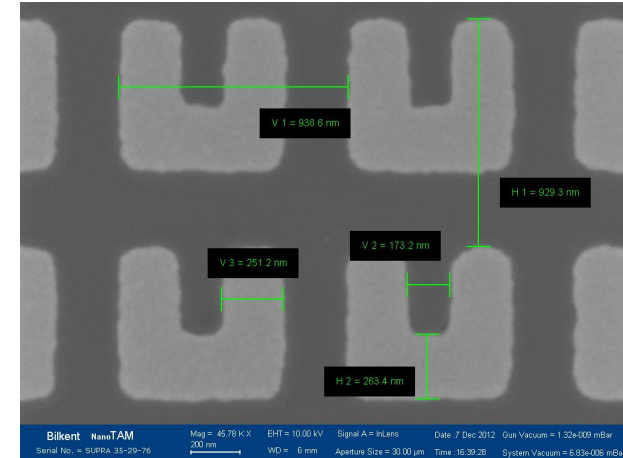 V 1 = 936.6 nm
H 1 = 929.3 nm
V 2 = 173.2 nm
V 3 = 251.2 nm
H 2 = 263.4 nm
Bilkent NanoTAM
Serial No. = SUPRA 35-29-76
Mag = 45.78 K X
200 nm
EHT = 10.00 kV
WD = 6 mm
Signal A = InLens
Aperture Size = 30.00 µm
Date :7 Dec 2012
Time :16:39:28
Gun Vacuum = 1.32e-009 mBar
System Vacuum = 6.83e-006 mBar